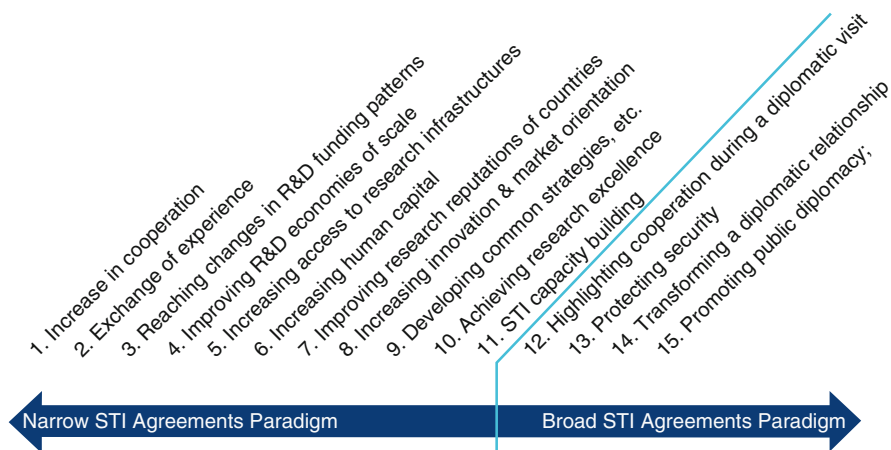 1. Increase in cooperation
2. Exchange of experience
3. Reaching changes in R&D funding patterns
4. Improving R&D economies of scale
5. Increasing access to research infrastructures
6. Increasing human capital
7. Improving research reputations of countries
8. Increasing innovation & market orientation
9. Developing common strategies, etc.
10. Achieving research excellence
11. STI capacity building
12. Highlighting cooperation during a diplomatic visit
13. Protecting security
14. Transforming a diplomatic relationship
15. Promoting public diplomacy;
Narrow STI Agreements Paradigm
Broad STI Agreements Paradigm